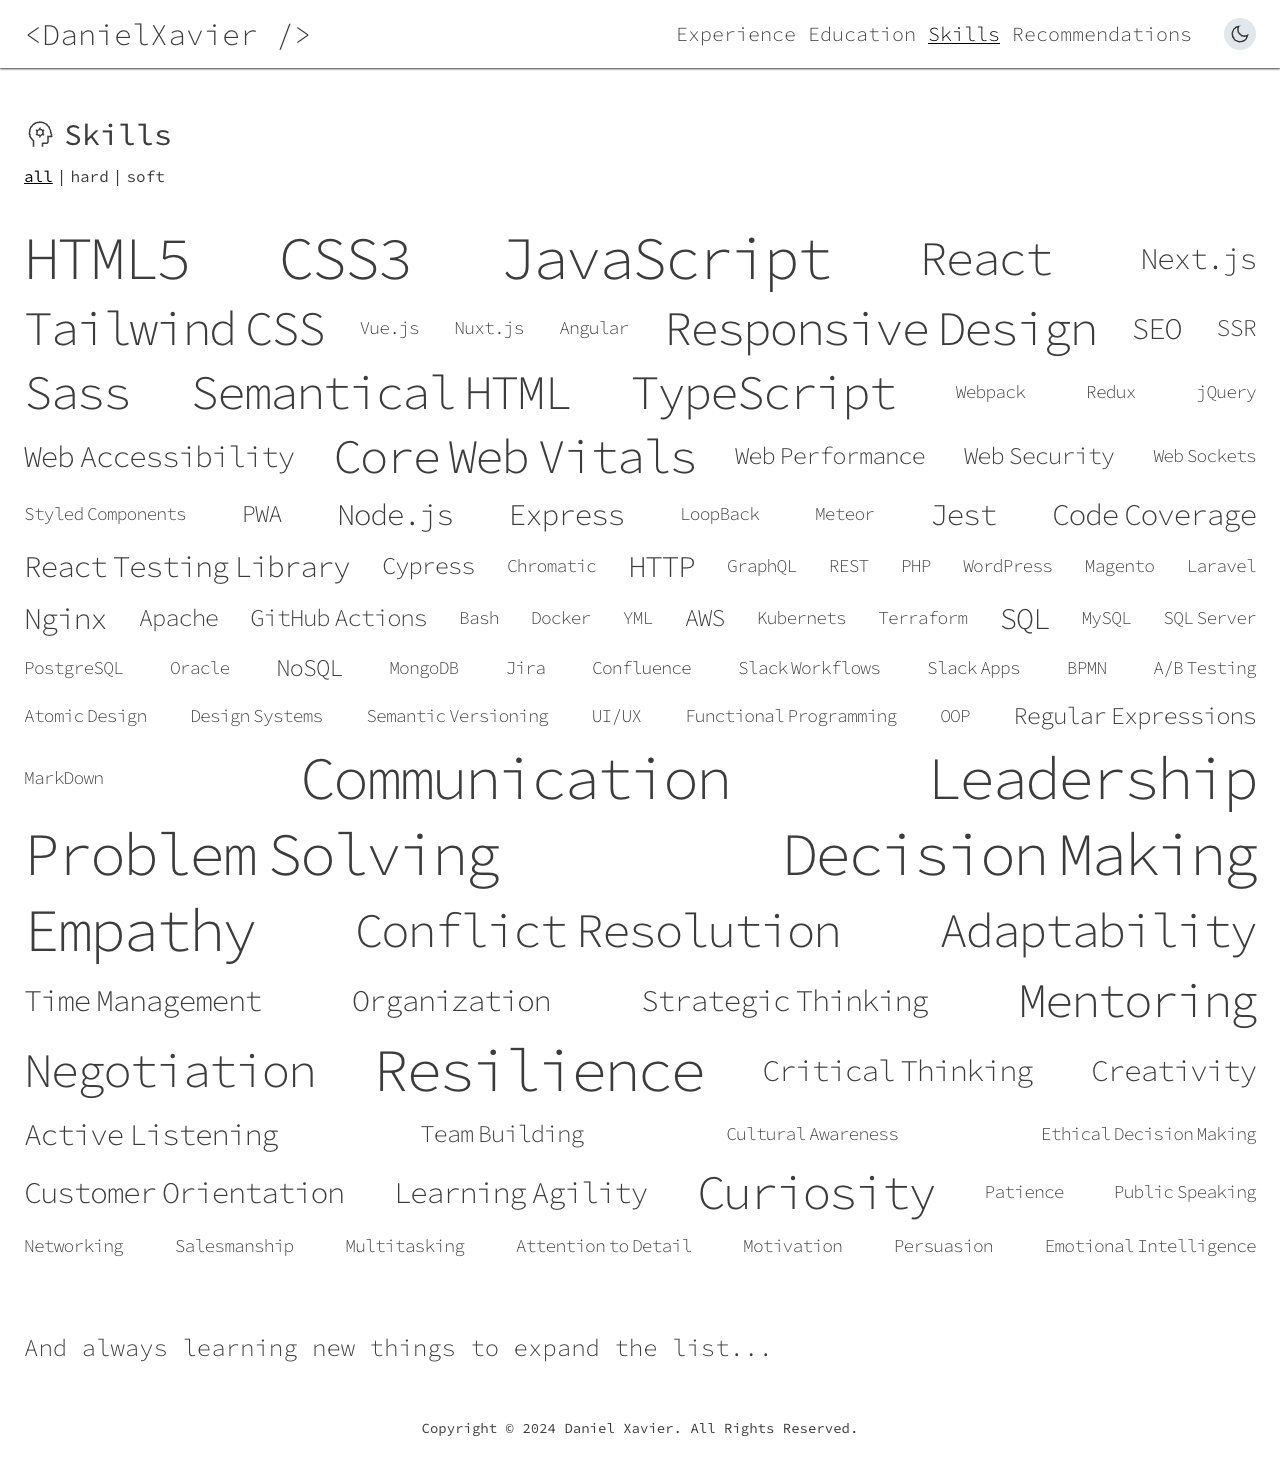 <DanielXavier />
Experience Education Skills Recommendations
Skills
all | hard | soft
HTML5 CSS3 JavaScript React Next.js
Tailwind CSS Vue.js Nuxt.js Angular Responsive Design SEO SSR
Sass Semantical HTML TypeScript Webpack Redux jQuery
Web Accessibility Core Web Vitals Web Performance Web Security Web Sockets
Styled Components PWA Node.js Express LoopBack Meteor Jest Code Coverage
React Testing Library Cypress Chromatic HTTP GraphQL REST PHP WordPress Magento Laravel
Nginx Apache GitHub Actions Bash Docker YML AWS Kubernets Terraform SQL MySQL SQL Server
PostgreSQL Oracle NoSQL MongoDB Jira Confluence Slack Workflows Slack Apps BPMN A/B Testing
Atomic Design Design Systems Semantic Versioning UI/UX Functional Programming OOP Regular Expressions
MarkDown Communication Leadership
Problem Solving Decision Making
Empathy Conflict Resolution Adaptability
Time Management Organization Strategic Thinking Mentoring
Negotiation Resilience Critical Thinking Creativity
Active Listening Team Building Cultural Awareness Ethical Decision Making
Customer Orientation Learning Agility Curiosity Patience Public Speaking
Networking Salesmanship Multitasking Attention to Detail Motivation Persuasion Emotional Intelligence
And always learning new things to expand the list...
Copyright © 2024 Daniel Xavier. All Rights Reserved.